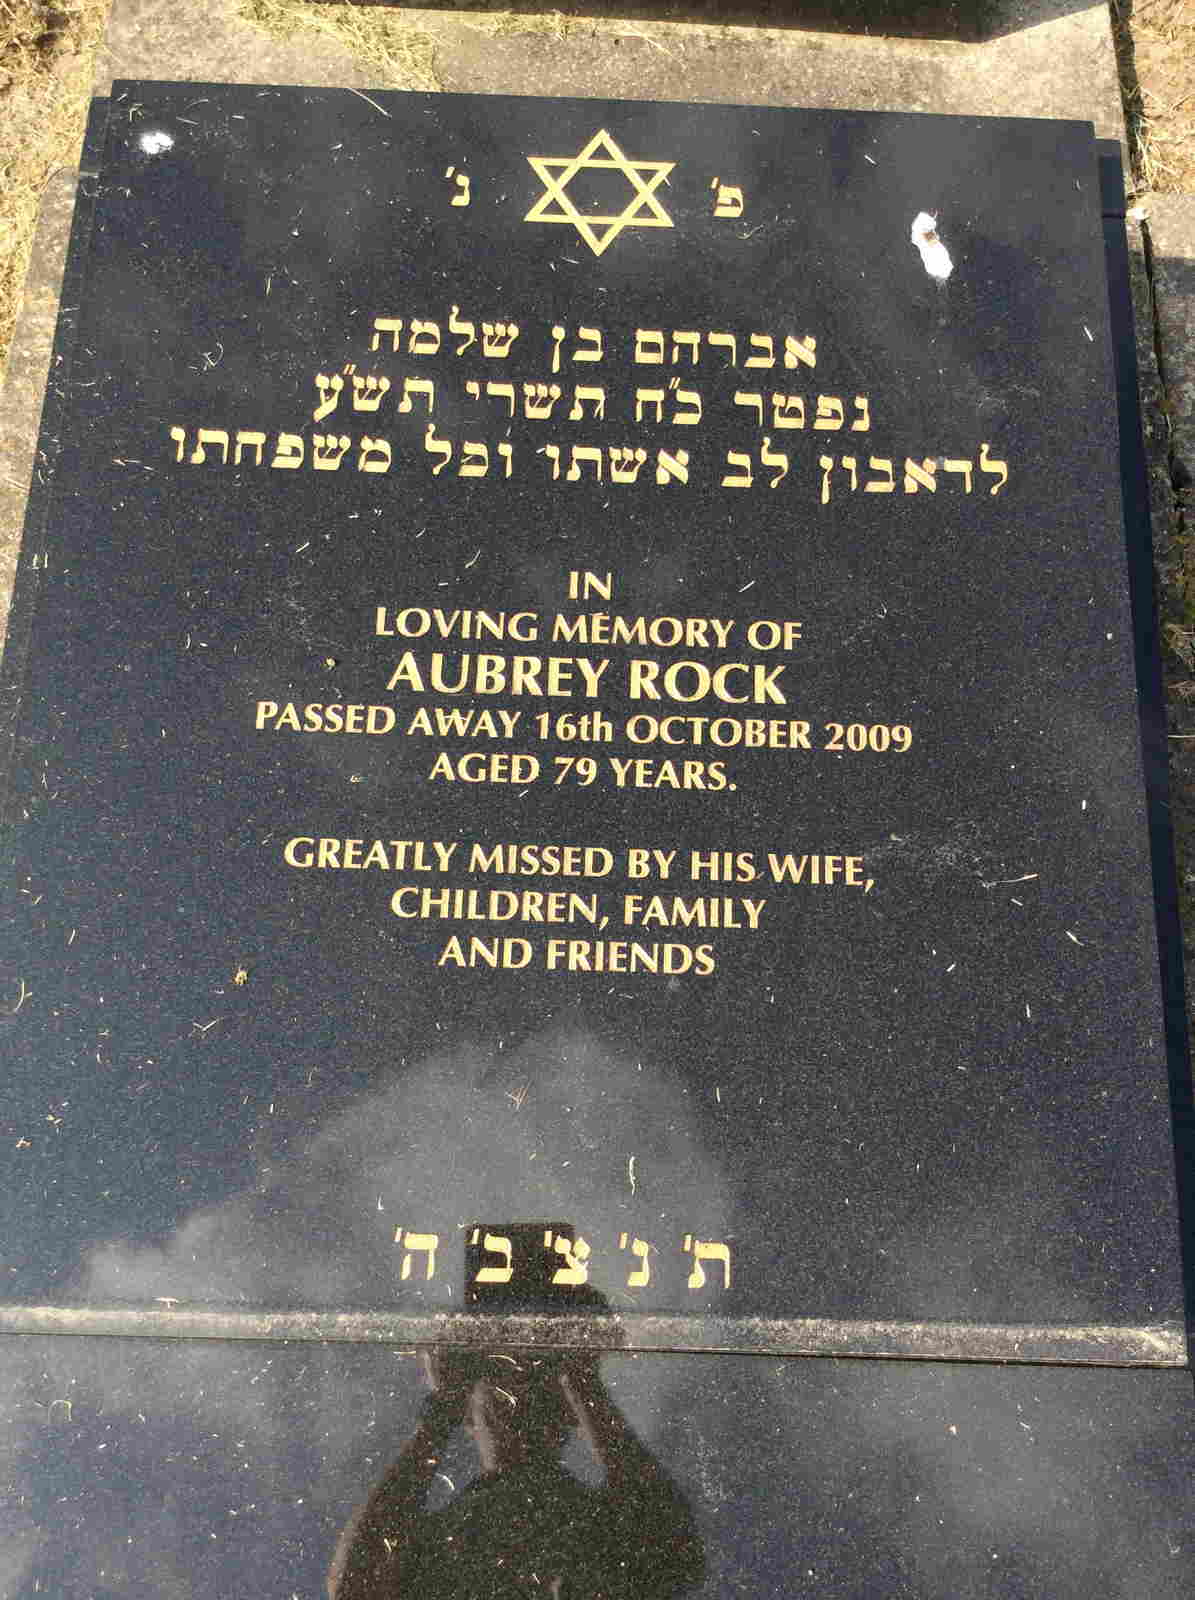 פ' נ'
אברהם בן שלמה
נפטר כ"ח תשרי תש"ע
לדאבון לב אשתו וכל משפחתו
IN
LOVING MEMORY OF
AUBREY ROCK
PASSED AWAY 16th OCTOBER 2009
AGED 79 YEARS.
GREATLY MISSED BY HIS WIFE,
CHILDREN, FAMILY
AND FRIENDS
ת' נ' צ' ב' ה'